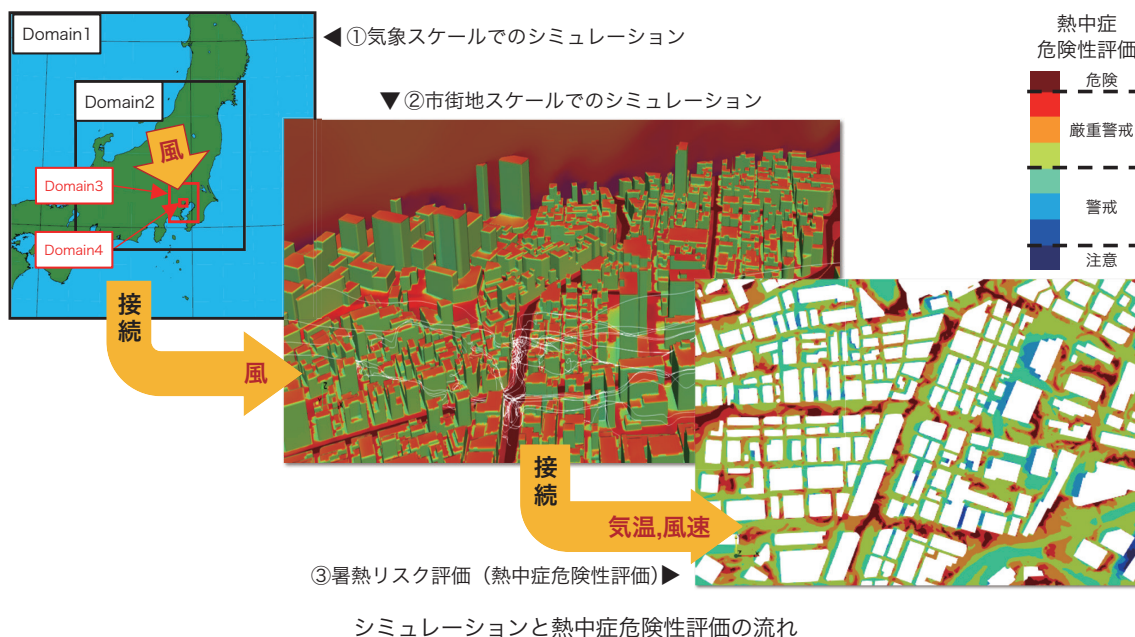 Domain1
Domain2
風
Domain3
Domain4
◀ ①気象スケールでのシミュレーション
▼ ②市街地スケールでのシミュレーション
接続
風
接続
気温,風速
③暑熱リスク評価（熱中症危険性評価）▶
熱中症
危険性評価
危険
厳重警戒
警戒
注意
シミュレーションと熱中症危険性評価の流れ